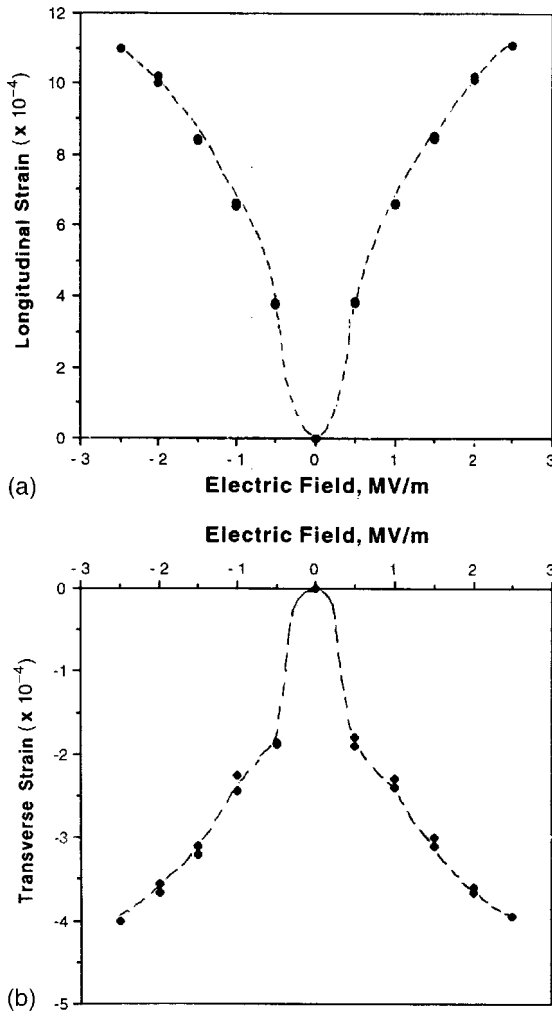 12
10
8
6
4
2
0
Longitudinal Strain (x 10⁻⁴)
-3 -2 -1 0 1 2 3
(a) Electric Field, MV/m
Electric Field, MV/m
-3 -2 -1 0 1 2 3
0
-1
-2
-3
-4
-5
Transverse Strain (x 10⁻⁴)
(b)